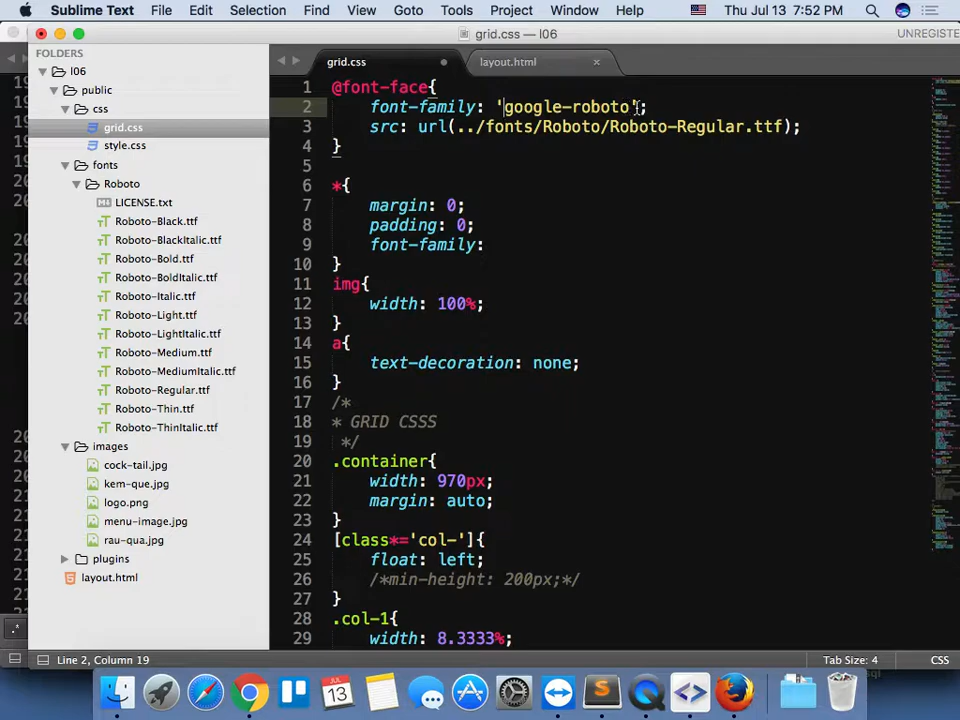 Sublime Text File Edit Selection Find View Goto Tools Project Window Help Thu Jul 13 7:52 PM
grid.css — l06 UNREGISTE
FOLDERS
l06
public
css
grid.css
style.css
fonts
Roboto
LICENSE.txt
Roboto-Black.ttf
Roboto-BlackItalic.ttf
Roboto-Bold.ttf
Roboto-BoldItalic.ttf
Roboto-Italic.ttf
Roboto-Light.ttf
Roboto-LightItalic.ttf
Roboto-Medium.ttf
Roboto-MediumItalic.ttf
Roboto-Regular.ttf
Roboto-Thin.ttf
Roboto-ThinItalic.ttf
images
cock-tail.jpg
kem-que.jpg
logo.png
menu-image.jpg
rau-qua.jpg
plugins
layout.html
grid.css layout.html
1 @font-face{
2 font-family: 'google-roboto';
3 src: url(../fonts/Roboto/Roboto-Regular.ttf);
4 }
5
6 *{
7 margin: 0;
8 padding: 0;
9 font-family:
10 }
11 img{
12 width: 100%;
13 }
14 a{
15 text-decoration: none;
16 }
17 /*
18 * GRID CSSS
19 */
20 .container{
21 width: 970px;
22 margin: auto;
23 }
24 [class*='col-']{
25 float: left;
26 /*min-height: 200px;*/
27 }
28 .col-1{
29 width: 8.3333%;
Line 2, Column 19 Tab Size: 4 CSS